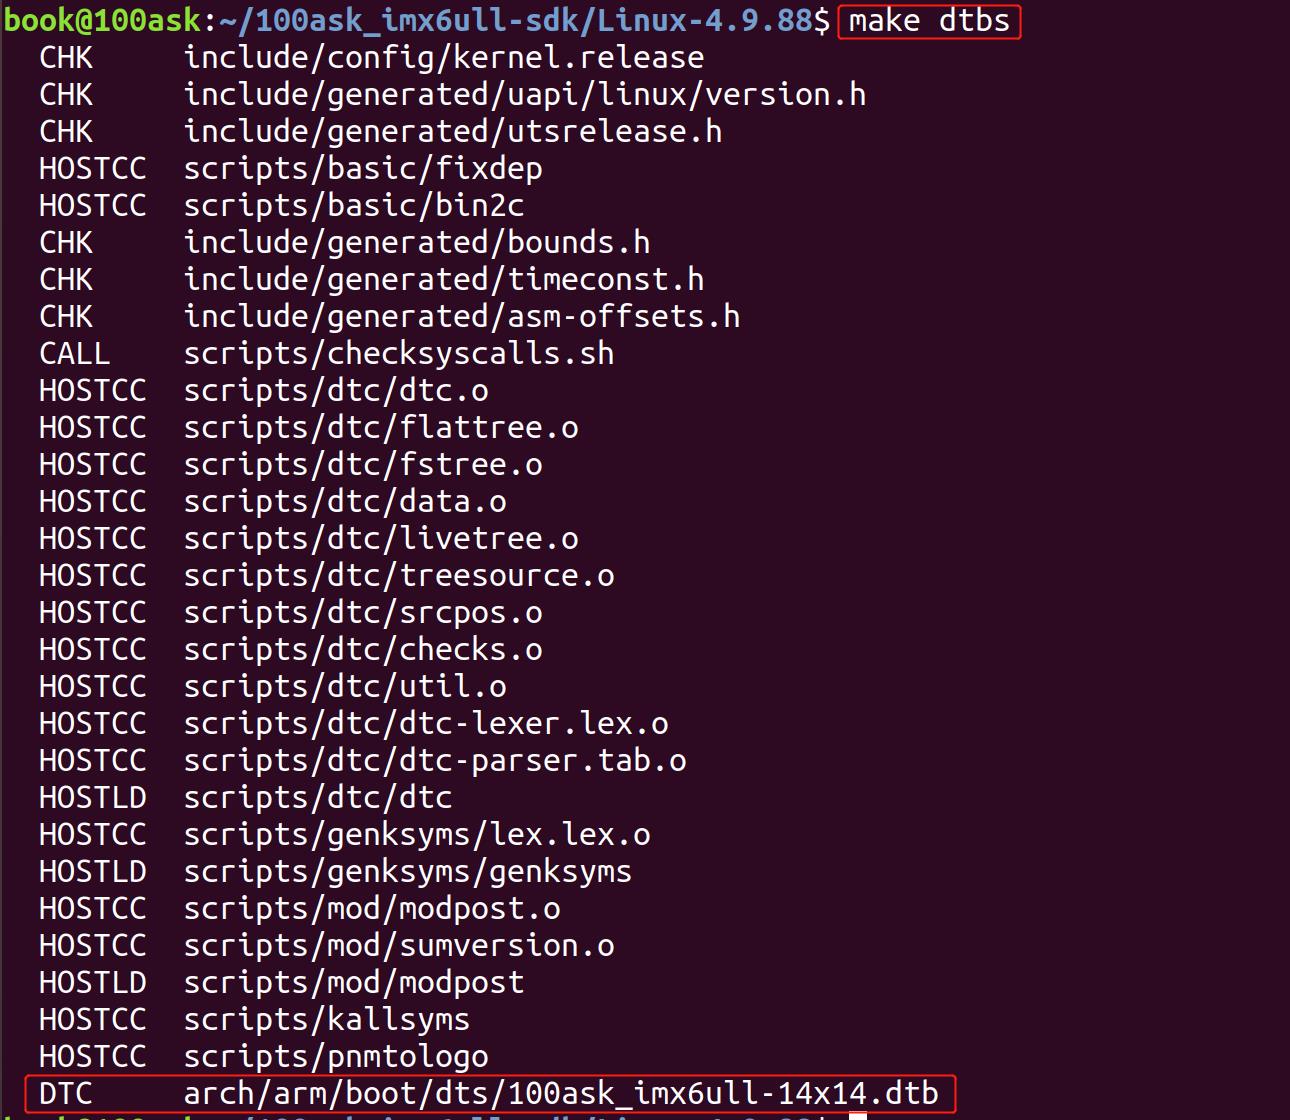 book@100ask:~/100ask_imx6ull-sdk/Linux-4.9.88$ make dtbs
CHK include/config/kernel.release
CHK include/generated/uapi/linux/version.h
CHK include/generated/utsrelease.h
HOSTCC scripts/basic/fixdep
HOSTCC scripts/basic/bin2c
CHK include/generated/bounds.h
CHK include/generated/timeconst.h
CHK include/generated/asm-offsets.h
CALL scripts/checksyscalls.sh
HOSTCC scripts/dtc/dtc.o
HOSTCC scripts/dtc/flattree.o
HOSTCC scripts/dtc/fstree.o
HOSTCC scripts/dtc/data.o
HOSTCC scripts/dtc/livetree.o
HOSTCC scripts/dtc/treesource.o
HOSTCC scripts/dtc/srcpos.o
HOSTCC scripts/dtc/checks.o
HOSTCC scripts/dtc/util.o
HOSTCC scripts/dtc/dtc-lexer.lex.o
HOSTCC scripts/dtc/dtc-parser.tab.o
HOSTLD scripts/dtc/dtc
HOSTCC scripts/genksyms/lex.lex.o
HOSTLD scripts/genksyms/genksyms
HOSTCC scripts/mod/modpost.o
HOSTCC scripts/mod/sumversion.o
HOSTLD scripts/mod/modpost
HOSTCC scripts/kallsyms
HOSTCC scripts/pnmtologo
DTC arch/arm/boot/dts/100ask_imx6ull-14x14.dtb